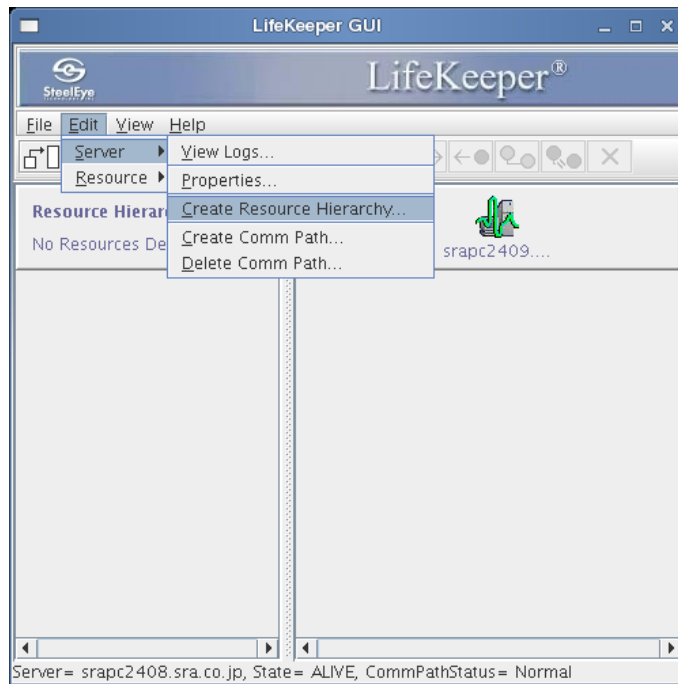 LifeKeeper GUI
SteelEye
LifeKeeper®
File Edit View Help
Server
View Logs...
Resource
Properties...
Resource Hierar
Create Resource Hierarchy...
No Resources De
Create Comm Path...
srapc2409....
Delete Comm Path...
Server= srapc2408.sra.co.jp, State= ALIVE, CommPathStatus= Normal